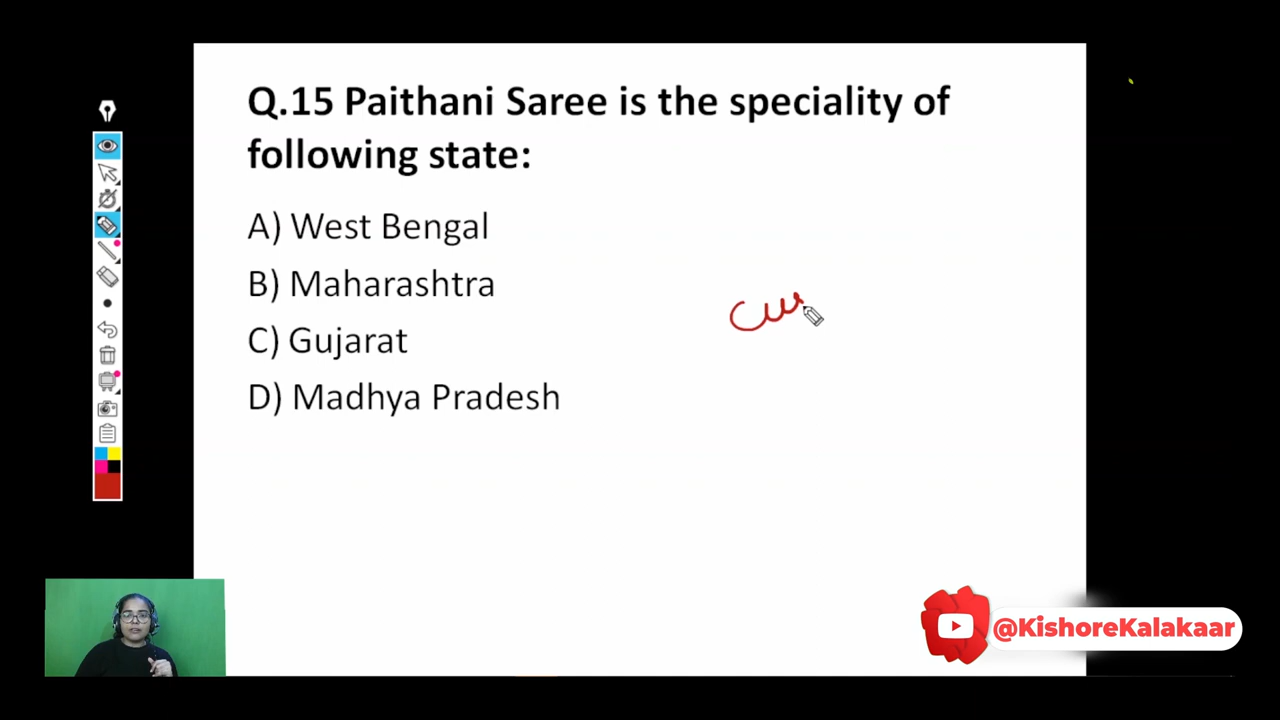 Q.15 Paithani Saree is the speciality of
following state:
A) West Bengal
B) Maharashtra
C) Gujarat
D) Madhya Pradesh
@KishoreKalakaar